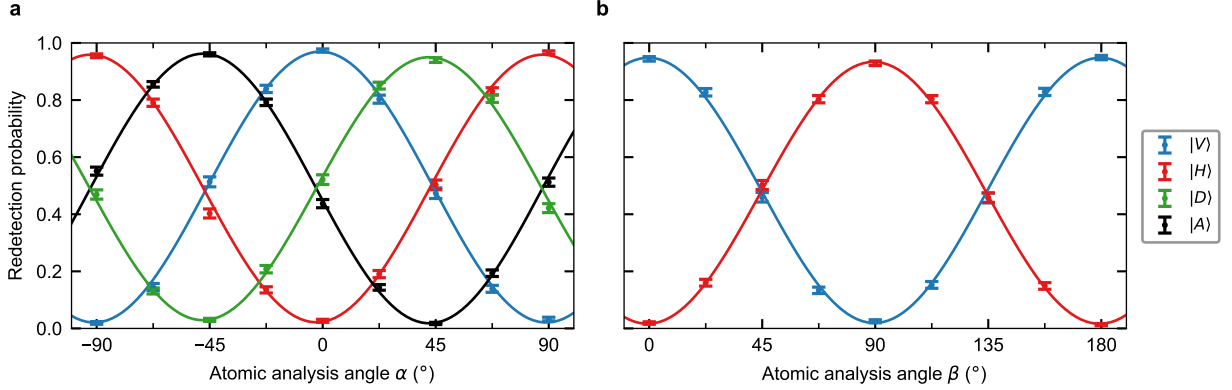 a
b
1.0
0.8
0.6
0.4
0.2
0.0
Redetection probability
−90
−45
0
45
90
Atomic analysis angle α (°)
0
45
90
135
180
Atomic analysis angle β (°)
|V⟩
|H⟩
|D⟩
|A⟩